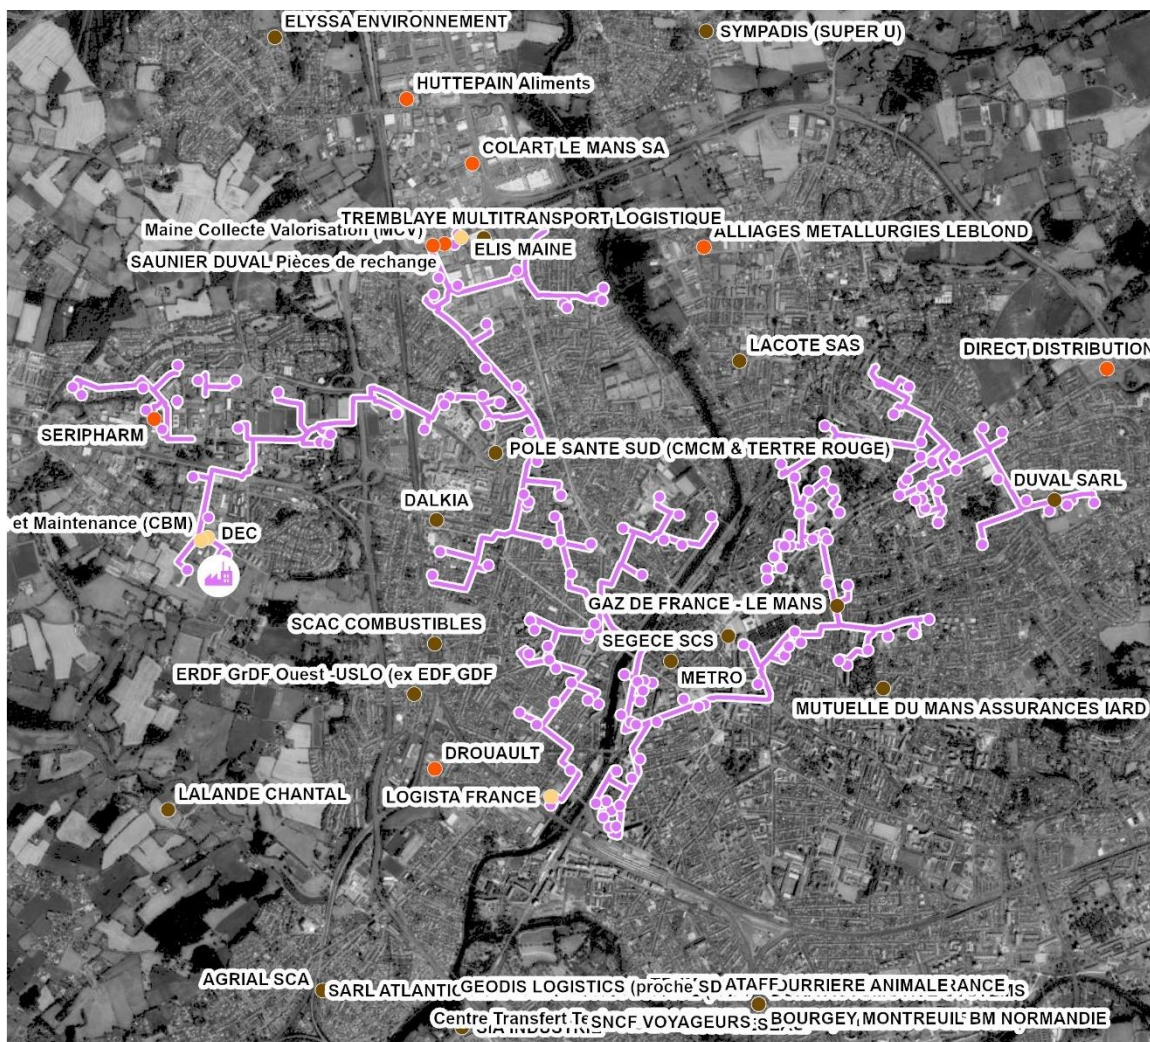 ELYSSA ENVIRONNEMENT
SYMPADIS (SUPER U)
HUTTEPAIN Aliments
COLART LE MANS SA
TREMBLAYE MULTITRANSPORT LOGISTIQUE
Maine Collecte Valorisation (MCV)
ALLIAGES METALLURGIES LEBLOND
ELIS MAINE
SAUNIER DUVAL Pièces de rechange
LACOTE SAS
DIRECT DISTRIBUTION
SERIPHARM
POLE SANTE SUD (CMCM & TERTRE ROUGE)
DUVAL SARL
DALKIA
et Maintenance (CBM)
DEC
GAZ DE FRANCE - LE MANS
SCAC COMBUSTIBLES
SEGECE SCS
ERDF GrDF Ouest -USLO (ex EDF GDF
METRO
MUTUELLE DU MANS ASSURANCES IARD
DROUAULT
LALANDE CHANTAL
LOGISTA FRANCE
AGRIAL SCA
SARL ATLANTIC
GEODIS LOGISTICS (proche SD
Centre Transfert Te
SNCF VOYAGEURS
BOURGEY MONTREUIL BM NORMANDIE